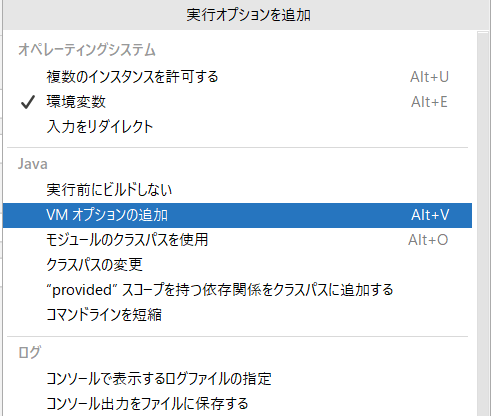 実行オプションを追加
オペレーティングシステム
複数のインスタンスを許可する Alt+U
環境変数 Alt+E
入力をリダイレクト
Java
実行前にビルドしない
VM オプションの追加 Alt+V
モジュールのクラスパスを使用 Alt+O
クラスパスの変更
“provided” スコープを持つ依存関係をクラスパスに追加する
コマンドラインを短縮
ログ
コンソールで表示するログファイルの指定
コンソール出力をファイルに保存する